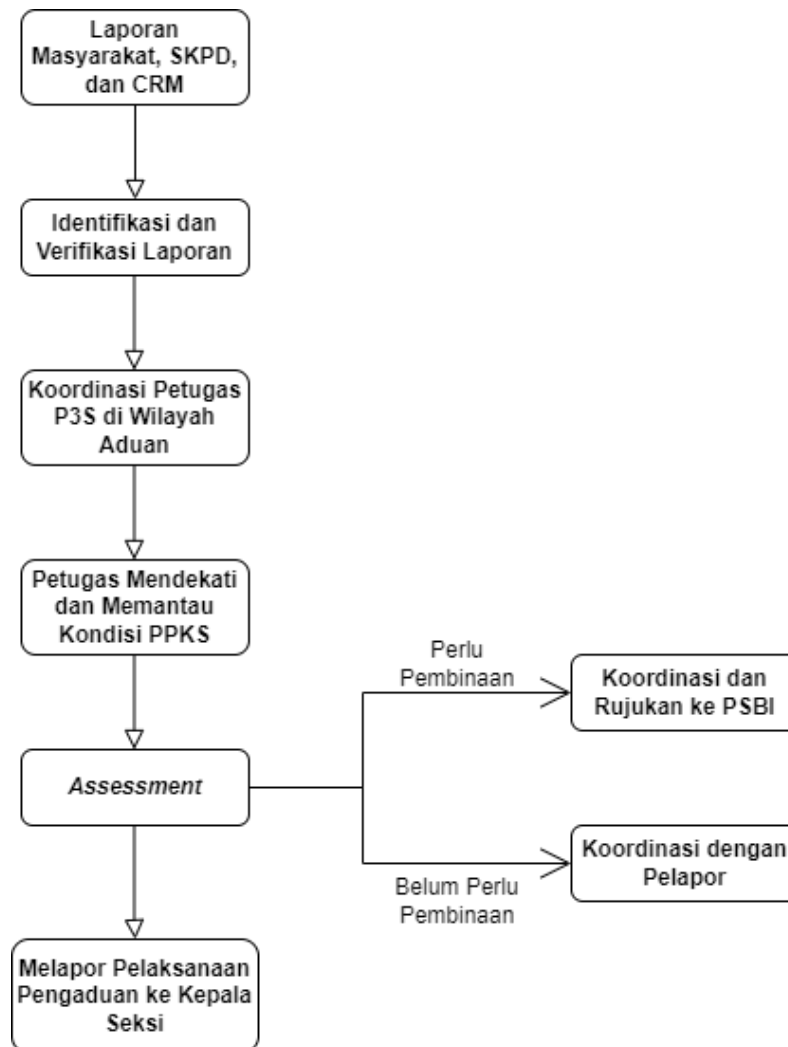 Laporan
Masyarakat, SKPD,
dan CRM
Identifikasi dan
Verifikasi Laporan
Koordinasi Petugas
P3S di Wilayah
Aduan
Petugas Mendekati
dan Memantau
Kondisi PPKS
Assessment
Perlu
Pembinaan
Koordinasi dan
Rujukan ke PSBI
Belum Perlu
Pembinaan
Koordinasi dengan
Pelapor
Melapor Pelaksanaan
Pengaduan ke Kepala
Seksi